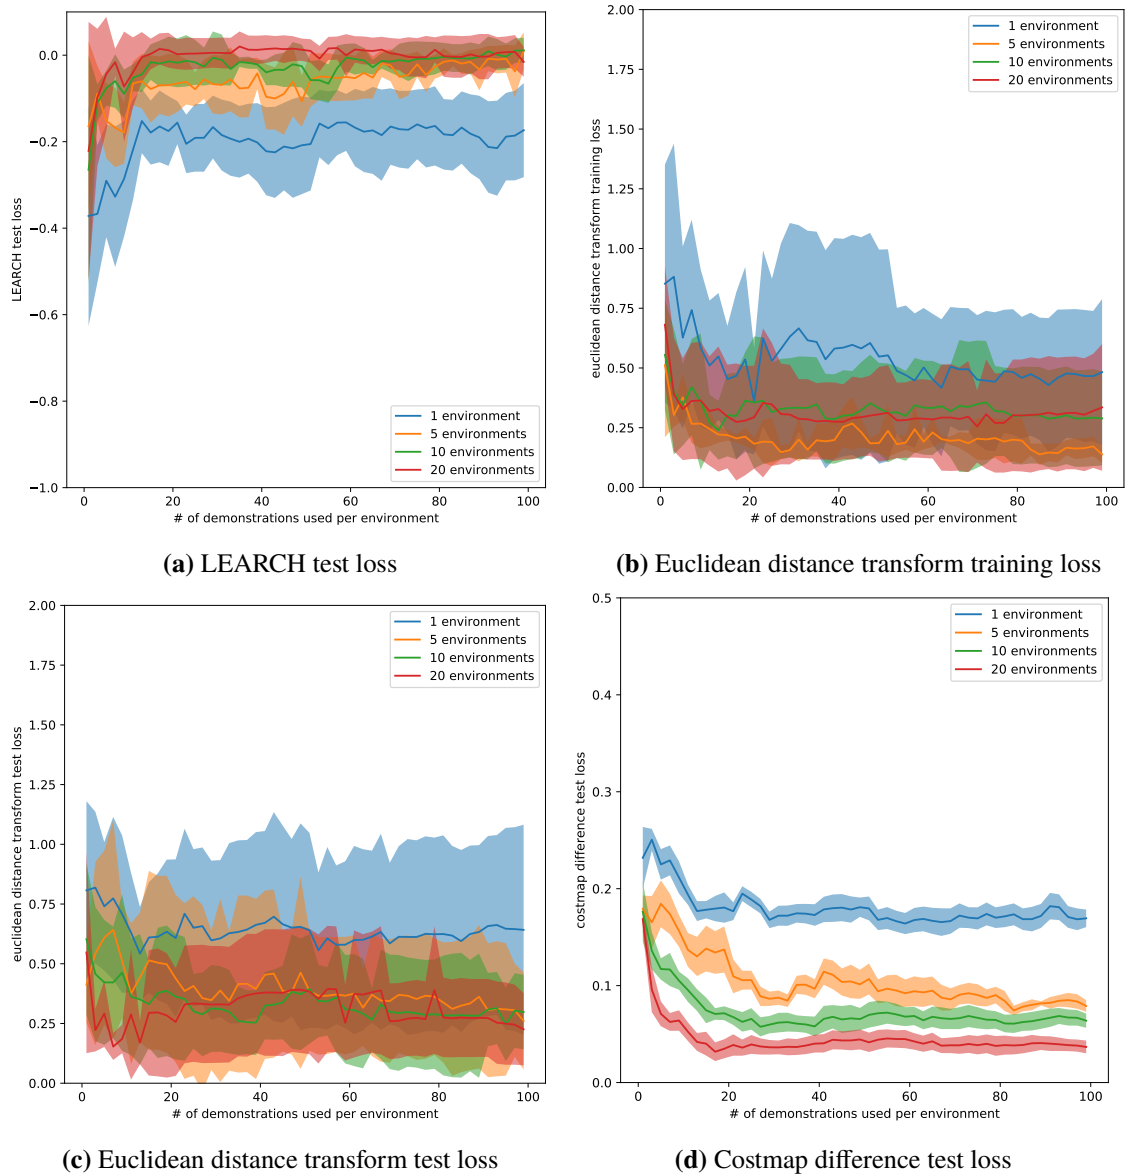 0.0
−0.2
−0.4
−0.6
−0.8
−1.0
LEARCH test loss
1 environment
5 environments
10 environments
20 environments
0 20 40 60 80 100
# of demonstrations used per environment
(a) LEARCH test loss
2.00
1.75
1.50
1.25
1.00
0.75
0.50
0.25
0.00
euclidean distance transform training loss
1 environment
5 environments
10 environments
20 environments
0 20 40 60 80 100
# of demonstrations used per environment
(b) Euclidean distance transform training loss
2.00
1.75
1.50
1.25
1.00
0.75
0.50
0.25
0.00
euclidean distance transform test loss
1 environment
5 environments
10 environments
20 environments
0 20 40 60 80 100
# of demonstrations used per environment
(c) Euclidean distance transform test loss
0.5
0.4
0.3
0.2
0.1
0.0
costmap difference test loss
1 environment
5 environments
10 environments
20 environments
0 20 40 60 80 100
# of demonstrations used per environment
(d) Costmap difference test loss